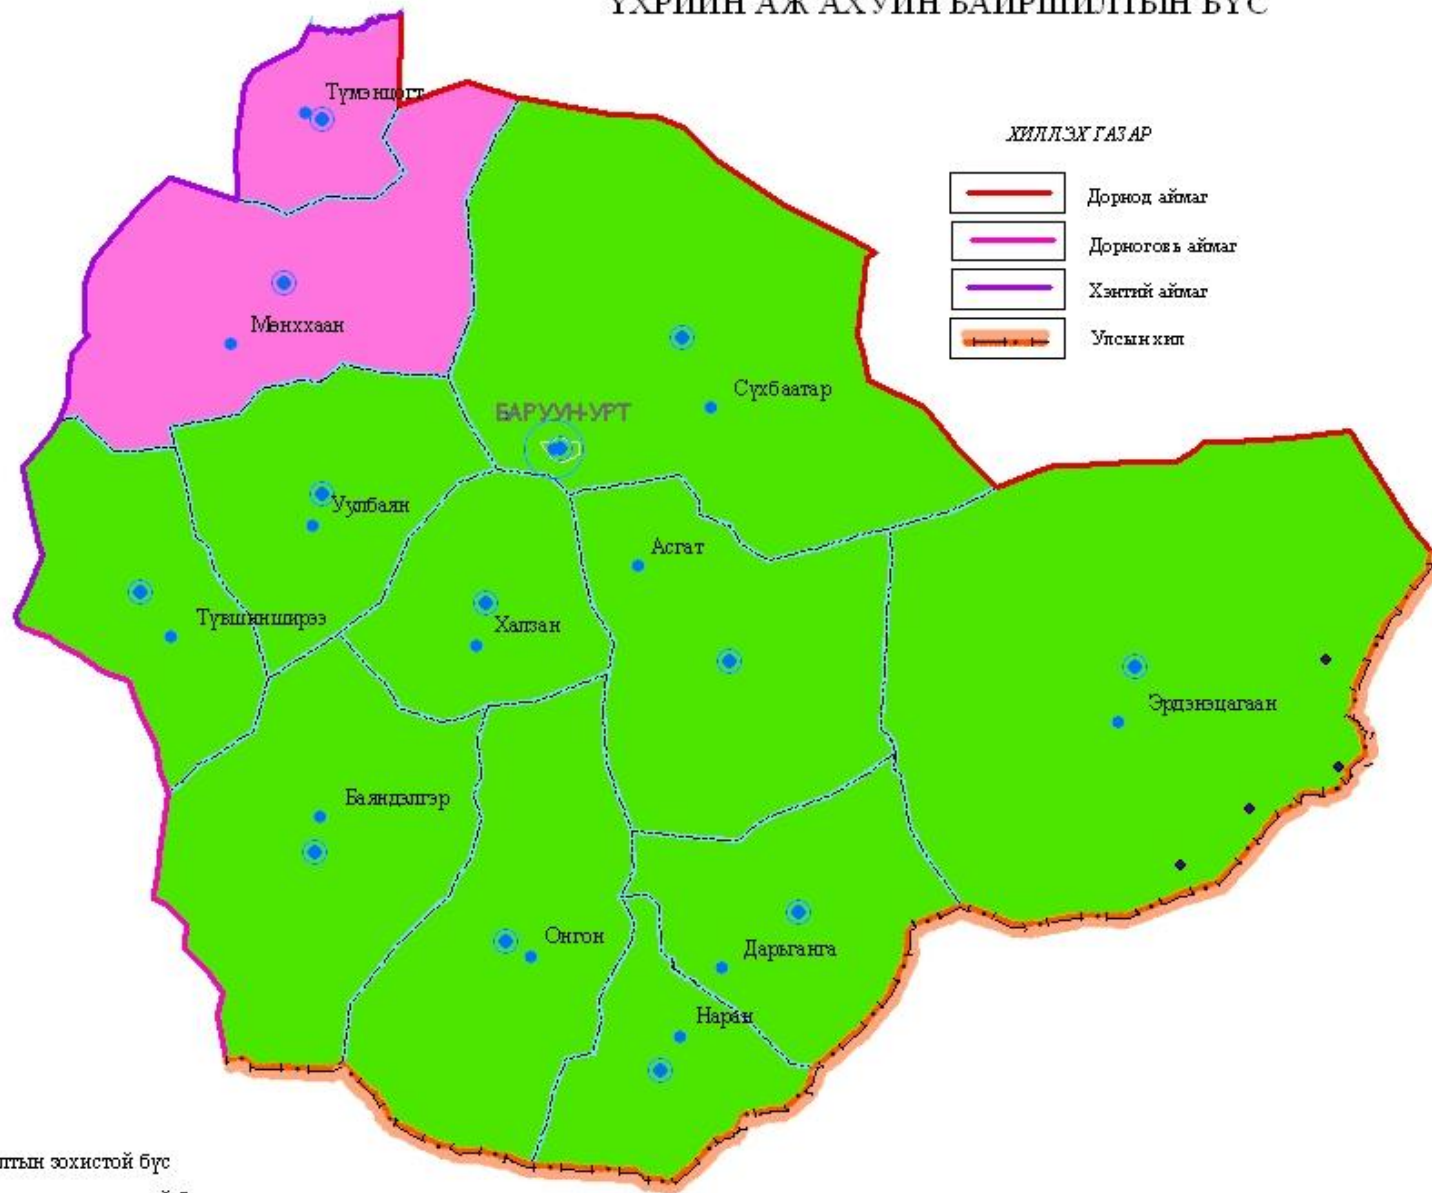 ҮХРИЙН АЖ АХУЙН БАЙРШИЛТЫН БҮС
Түмэнцогт
ХИЛЛЭХ ГАЗАР
Дорнод аймаг
Дорноговь аймаг
Хэнтий аймаг
Улсын хил
Мөнххаан
Сүхбаатар
БАРУУН-УРТ
Уулбаян
Асгат
Түвшинширээ
Халзан
Эрдэнэцагаан
Баяндэлгэр
Онгон
Дарьганга
Наран
лтын зохистой бүс